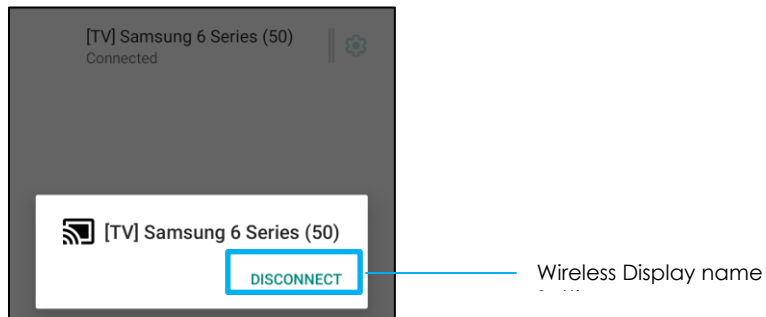 [TV] Samsung 6 Series (50)
Connected
[TV] Samsung 6 Series (50)
DISCONNECT
Wireless Display name